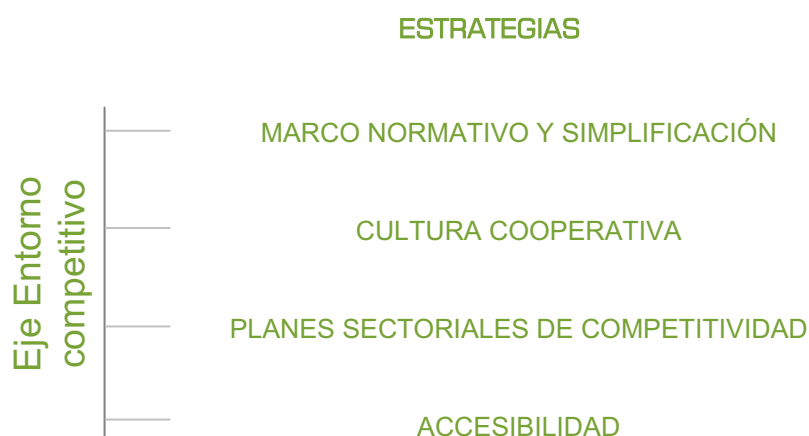 ESTRATEGIAS
Eje Entorno
competitivo
MARCO NORMATIVO Y SIMPLIFICACIÓN
CULTURA COOPERATIVA
PLANES SECTORIALES DE COMPETITIVIDAD
ACCESIBILIDAD